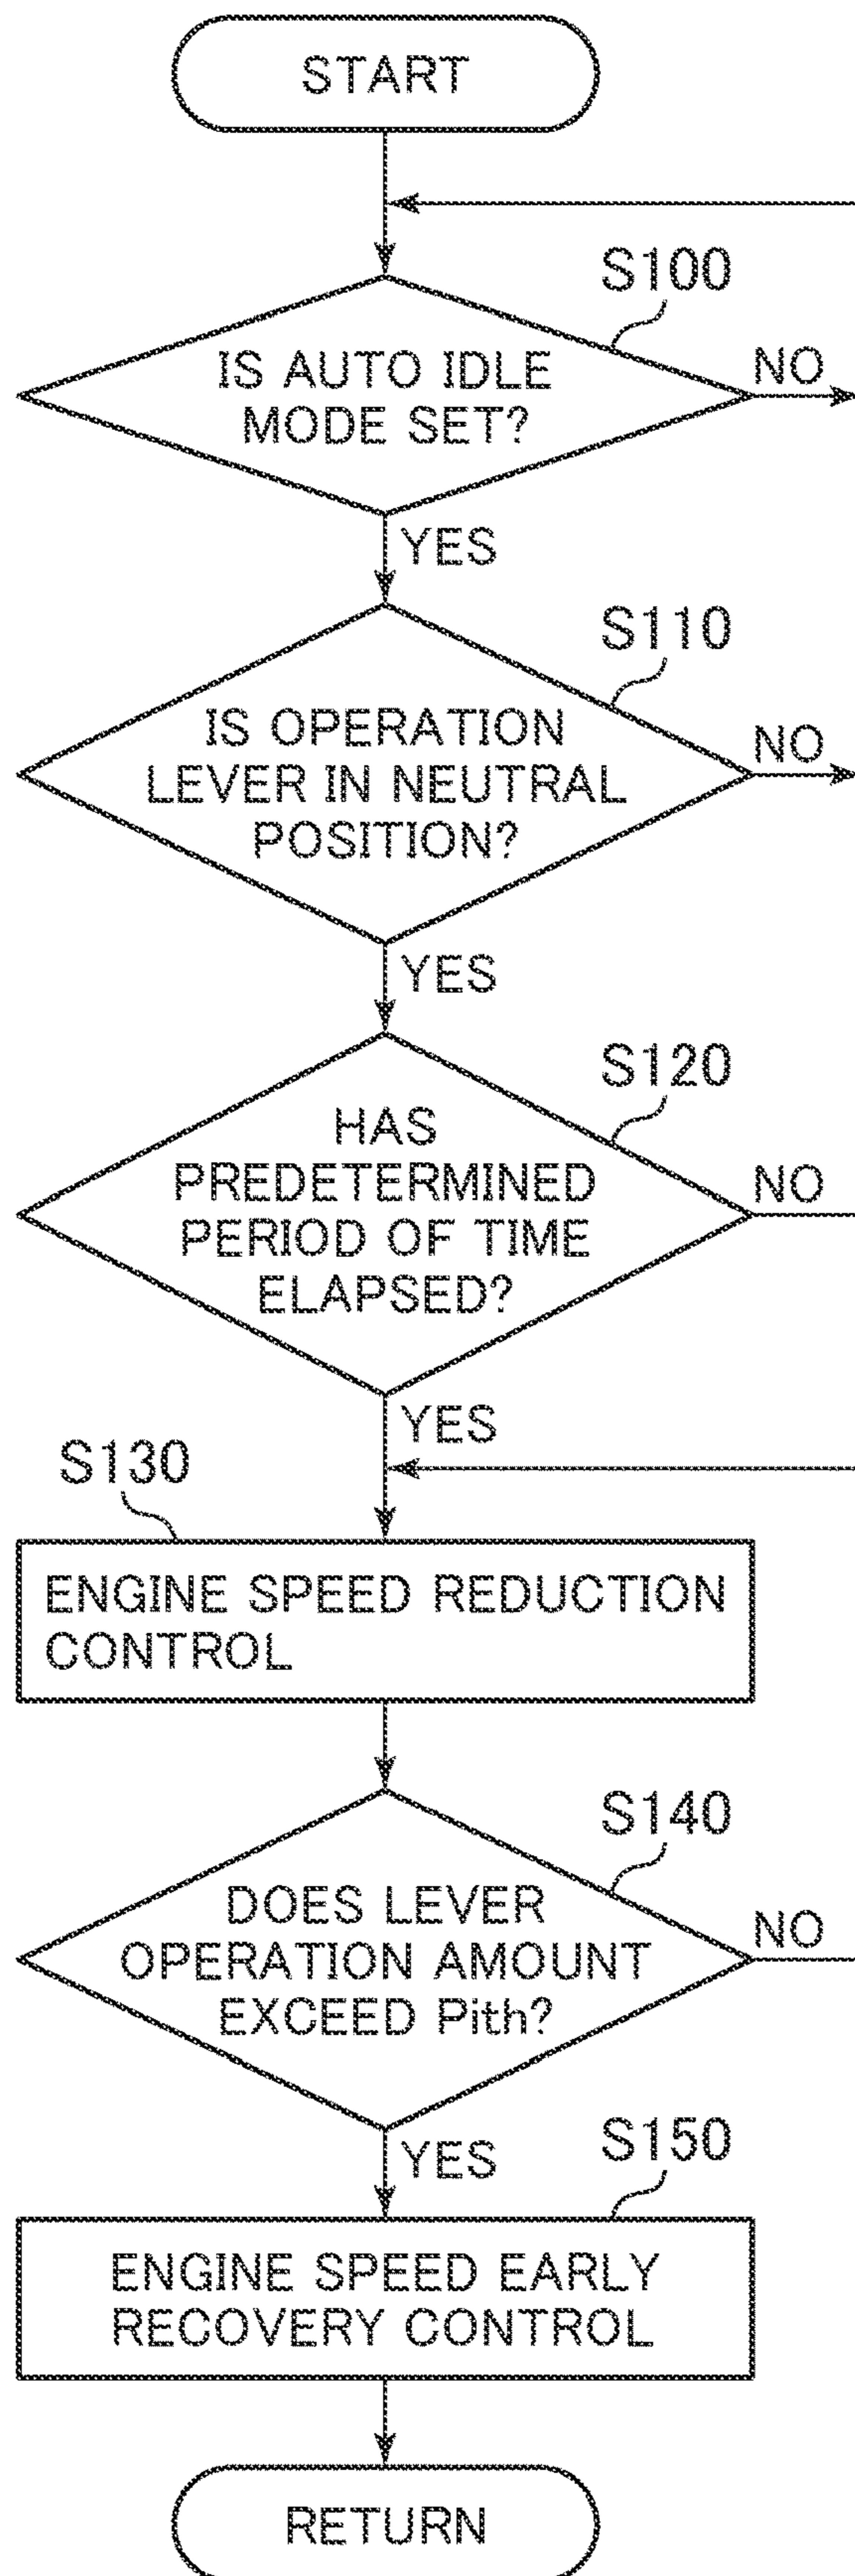 START
S100
IS AUTO IDLE
MODE SET?
NO
YES
S110
IS OPERATION
LEVER IN NEUTRAL
POSITION?
NO
YES
S120
HAS
PREDETERMINED
PERIOD OF TIME
ELAPSED?
NO
YES
S130
ENGINE SPEED REDUCTION
CONTROL
S140
DOES LEVER
OPERATION AMOUNT
EXCEED Pith?
NO
YES
S150
ENGINE SPEED EARLY
RECOVERY CONTROL
RETURN